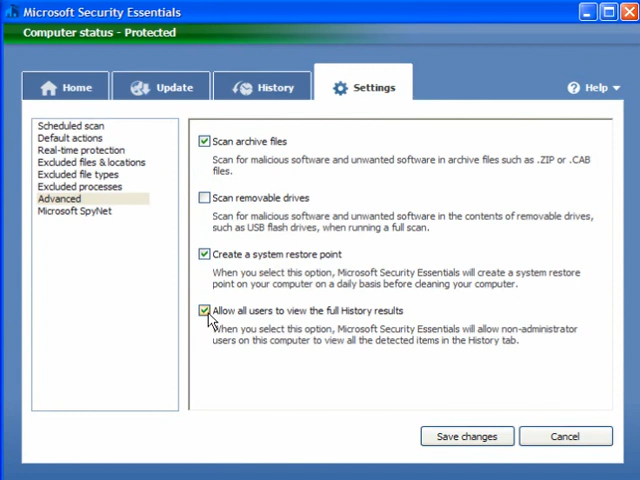 Microsoft Security Essentials
Computer status - Protected
Home
Update
History
Settings
Help
Scheduled scan
Default actions
Real-time protection
Excluded files & locations
Excluded file types
Excluded processes
Advanced
Microsoft SpyNet
Scan archive files
Scan for malicious software and unwanted software in archive files such as .ZIP or .CAB
files.
Scan removable drives
Scan for malicious software and unwanted software in the contents of removable drives,
such as USB flash drives, when running a full scan.
Create a system restore point
When you select this option, Microsoft Security Essentials will create a system restore
point on your computer on a daily basis before cleaning your computer.
Allow all users to view the full History results
When you select this option, Microsoft Security Essentials will allow non-administrator
users on this computer to view all the detected items in the History tab.
Save changes
Cancel